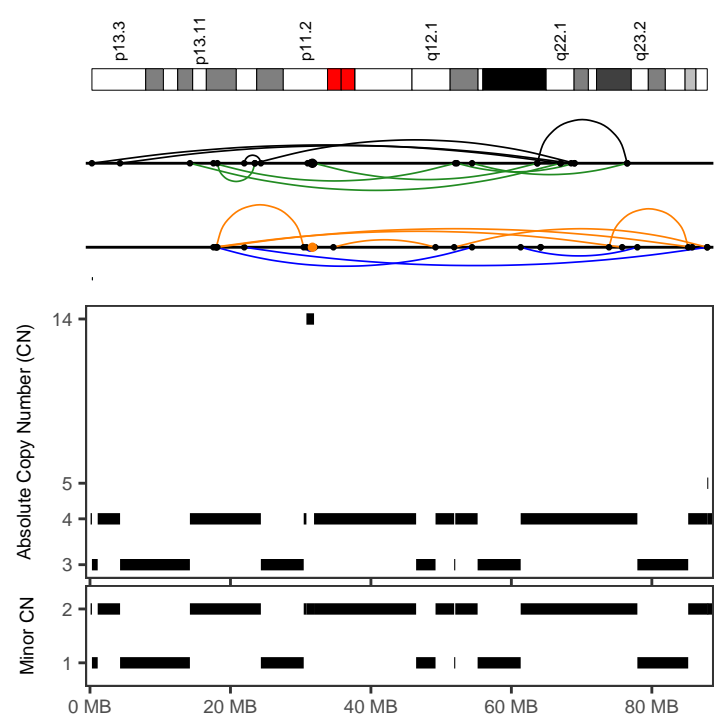 p13.3
p13.11
p11.2
q12.1
q22.1
q23.2
Absolute Copy Number (CN)
14
5
4
3
Minor CN
2
1
0 MB
20 MB
40 MB
60 MB
80 MB